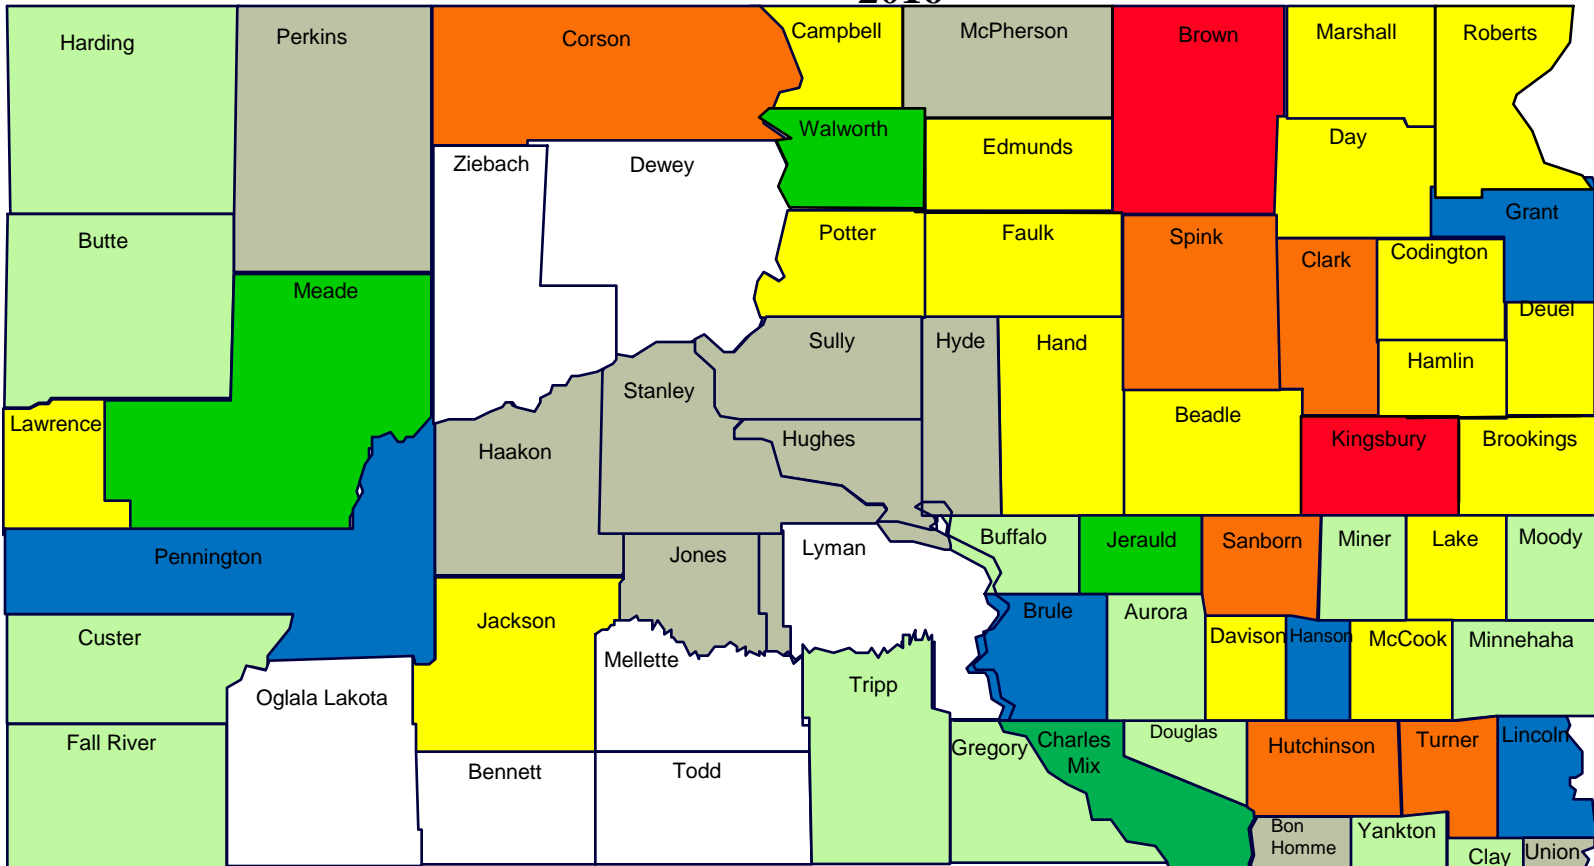 2016
Harding
Perkins
Corson
Campbell
McPherson
Brown
Marshall
Roberts
Ziebach
Dewey
Walworth
Edmunds
Day
Grant
Butte
Meade
Potter
Faulk
Spink
Clark
Codington
Deuel
Sully
Hyde
Hand
Hamlin
Lawrence
Stanley
Haakon
Hughes
Beadle
Kingsbury
Brookings
Pennington
Jones
Lyman
Buffalo
Jerauld
Sanborn
Miner
Lake
Moody
Custer
Jackson
Mellette
Brule
Aurora
Davison
Hanson
McCook
Minnehaha
Oglala Lakota
Tripp
Fall River
Bennett
Todd
Gregory
Charles
Mix
Douglas
Hutchinson
Turner
Lincoln
Bon
Homme
Yankton
Clay
Union